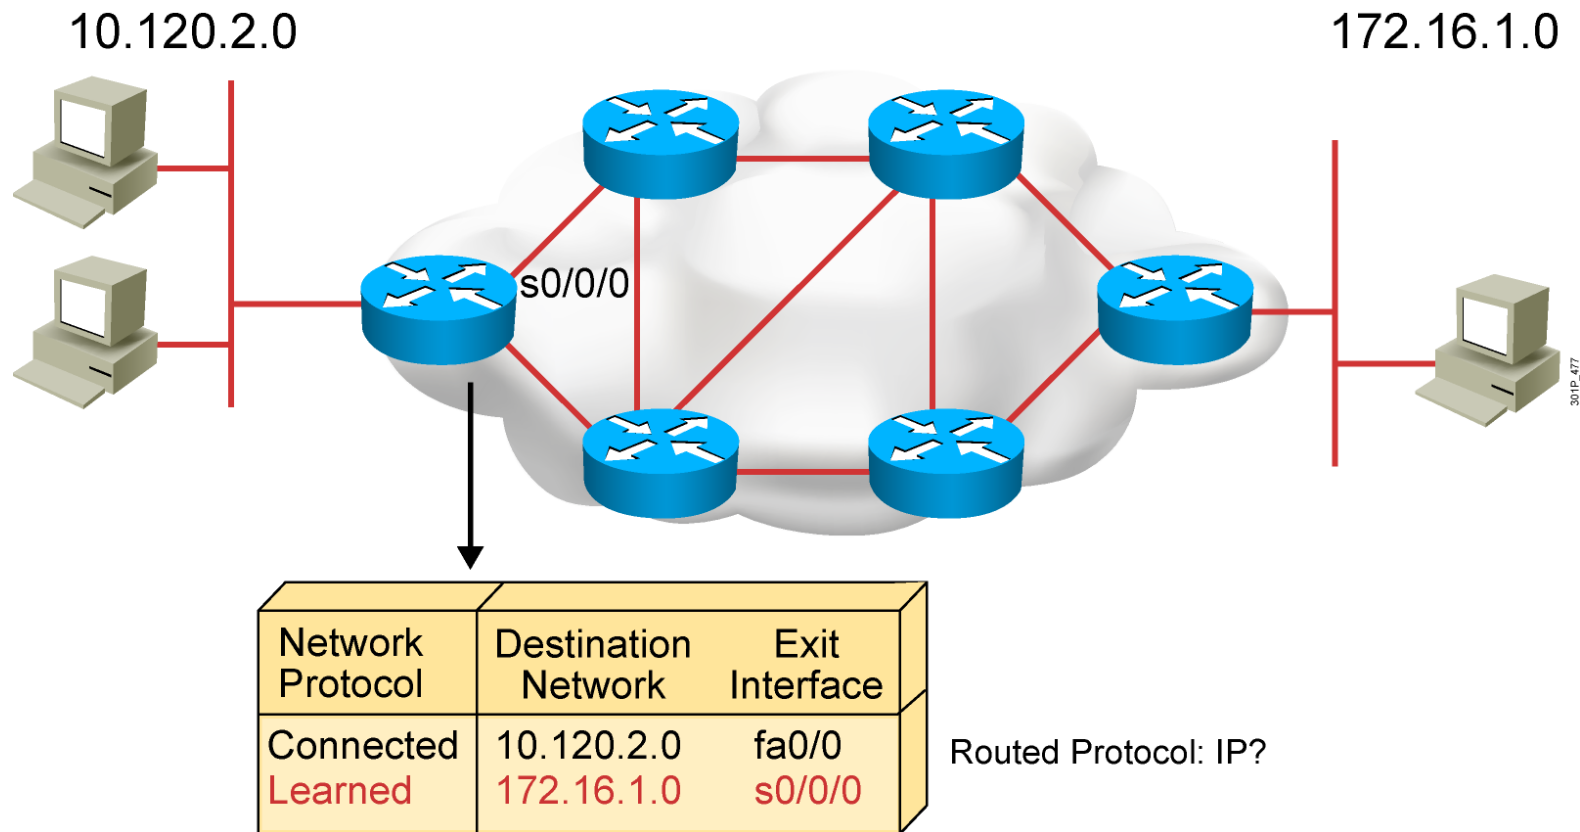 10.120.2.0
172.16.1.0
s0/0/0
301P_477
Network Protocol
Destination Network
Exit Interface
Connected 10.120.2.0 fa0/0
Learned 172.16.1.0 s0/0/0
Routed Protocol: IP?